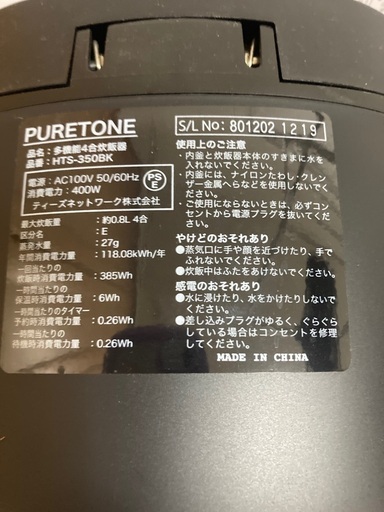 PURETONE
品名：多機能4合炊飯器
品番：HTS-350BK
電源：AC100V 50/60Hz
消費電力：400W
ティーズネットワーク株式会社
PS
E
最大炊飯量：約0.8L 4合
区分名：E
蒸発水量：27g
年間消費電力量：118.08kWh/年
一回当たりの
炊飯時消費電力量：385Wh
一時間当たりの
保温時消費電力量：6Wh
一時間当たりのタイマー
予約時消費電力量：0.26Wh
一時間当たりの
待機時消費電力量：0.26Wh
S/L No: 801202 1219
使用上のご注意
・内釜と炊飯器本体のすきまに水を
入れないでください。
・内釜には、ナイロンたわし・クレン
ザー金属へらなどを使用しないで
ください。
・ご使用にならないときは、必ずコン
セントから電源プラグを抜いてく
ださい。
やけどのおそれあり
●蒸気口に手や顔を近づけたり、手で
ふれないでください。
●炊飯中はふたをあけないでください。
感電のおそれあり
●水に浸けたり、水をかけたりしないで
ください。
●差し込みプラグがゆるく、ぐらぐら
している場合はコンセントを修理
してください。
MADE IN CHINA